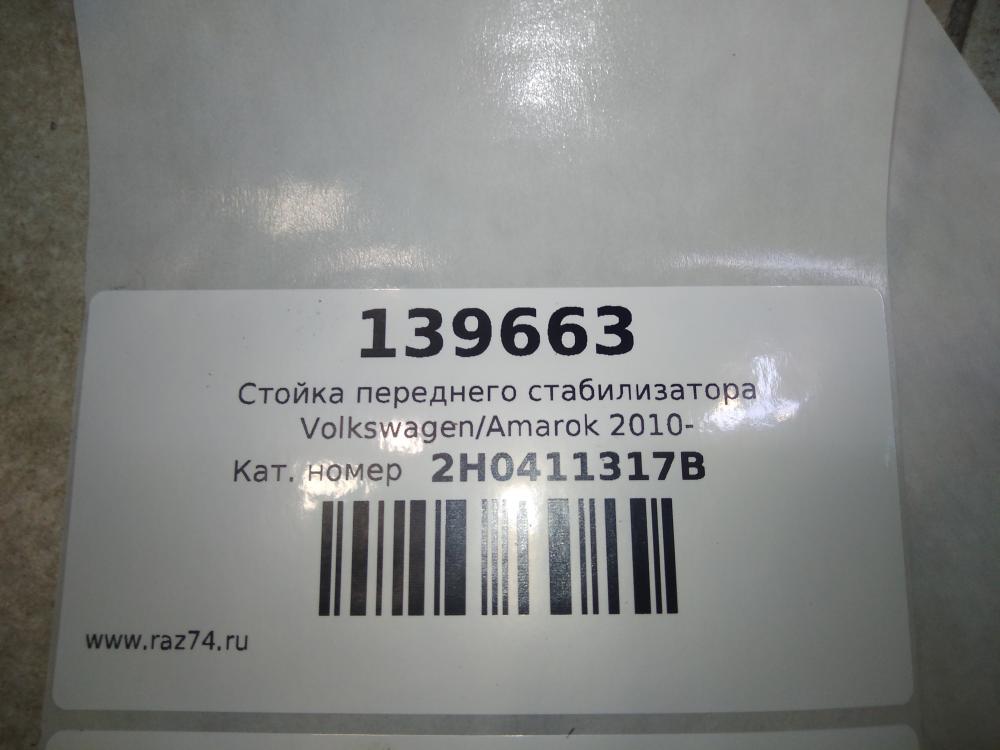 139663
Стойка переднего стабилизатора
Volkswagen/Amarok 2010-
Кат. номер 2H0411317B
www.raz74.ru